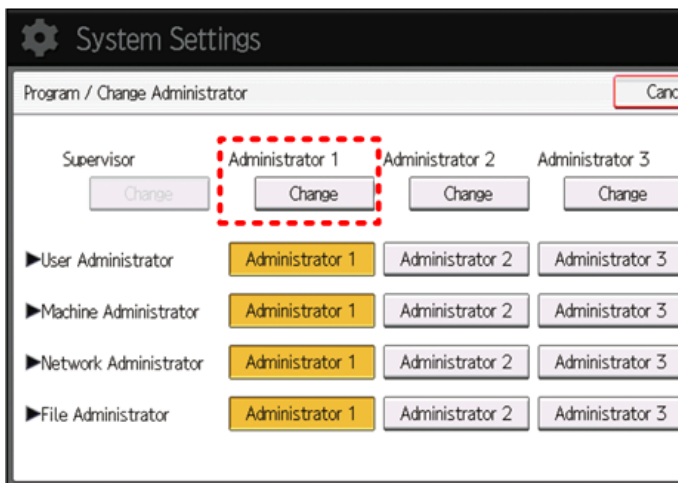 System Settings
Program / Change Administrator
Supervisor Administrator 1 Administrator 2 Administrator 3
Change Change Change Change
▶User Administrator Administrator 1 Administrator 2 Administrator 3
▶Machine Administrator Administrator 1 Administrator 2 Administrator 3
▶Network Administrator Administrator 1 Administrator 2 Administrator 3
▶File Administrator Administrator 1 Administrator 2 Administrator 3